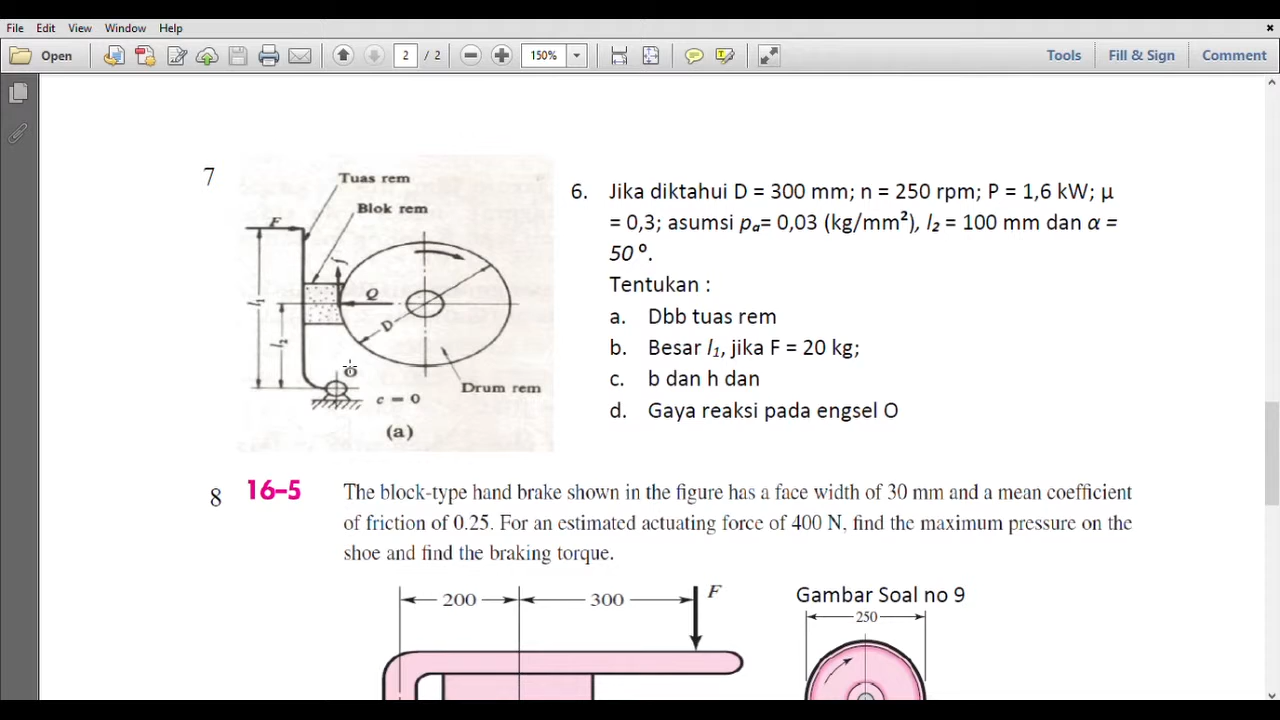 File Edit View Window Help
Open 2 / 2 150% Tools Fill & Sign Comment
7
Tuas rem
Blok rem
F
f
Q
l₁
l₂
D
O
c = 0
Drum rem
(a)
6. Jika diktahui D = 300 mm; n = 250 rpm; P = 1,6 kW; µ
= 0,3; asumsi pₐ= 0,03 (kg/mm²), l₂ = 100 mm dan α =
50 º.
Tentukan :
a. Dbb tuas rem
b. Besar l₁, jika F = 20 kg;
c. b dan h dan
d. Gaya reaksi pada engsel O
8 16–5 The block-type hand brake shown in the figure has a face width of 30 mm and a mean coefficient
of friction of 0.25. For an estimated actuating force of 400 N, find the maximum pressure on the
shoe and find the braking torque.
200 300 F
Gambar Soal no 9
250